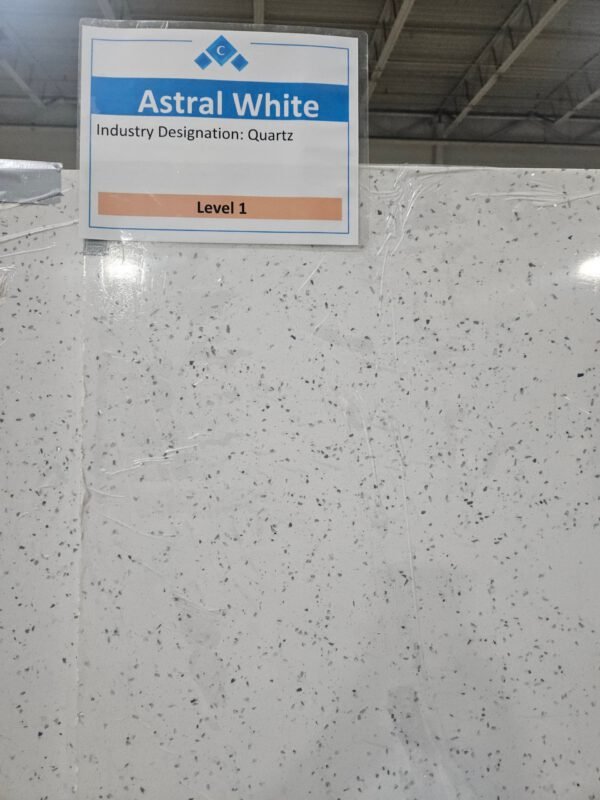 C
Astral White
Industry Designation: Quartz
Level 1